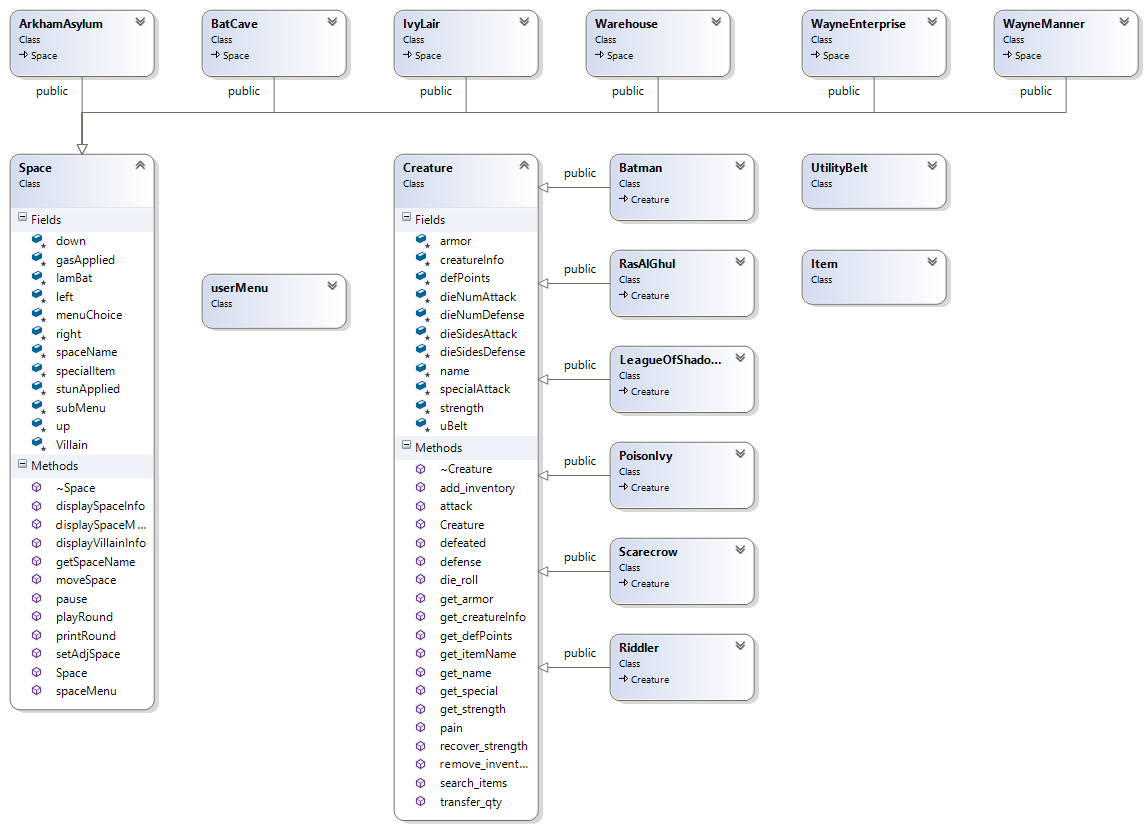 ArkhamAsylum
Class
Space
BatCave
Class
Space
IvyLair
Class
Space
Warehouse
Class
Space
WayneEnterprise
Class
Space
WayneManner
Class
Space
public
public
public
public
public
public
Space
Class
Fields
down
gasApplied
IamBat
left
menuChoice
right
spaceName
specialItem
stunApplied
subMenu
up
Villain
Methods
~Space
displaySpaceInfo
displaySpaceM...
displayVillainInfo
getSpaceName
moveSpace
pause
playRound
printRound
setAdjSpace
Space
spaceMenu
userMenu
Class
Creature
Class
Fields
armor
creatureInfo
defPoints
dieNumAttack
dieNumDefense
dieSidesAttack
dieSidesDefense
name
specialAttack
strength
uBelt
Methods
~Creature
add_inventory
attack
Creature
defeated
defense
die_roll
get_armor
get_creatureInfo
get_defPoints
get_itemName
get_name
get_special
get_strength
pain
recover_strength
remove_invent...
search_items
transfer_qty
public
Batman
Class
Creature
public
RasAlGhul
Class
Creature
public
LeagueOfShado...
Class
Creature
public
PoisonIvy
Class
Creature
public
Scarecrow
Class
Creature
public
Riddler
Class
Creature
UtilityBelt
Class
Item
Class